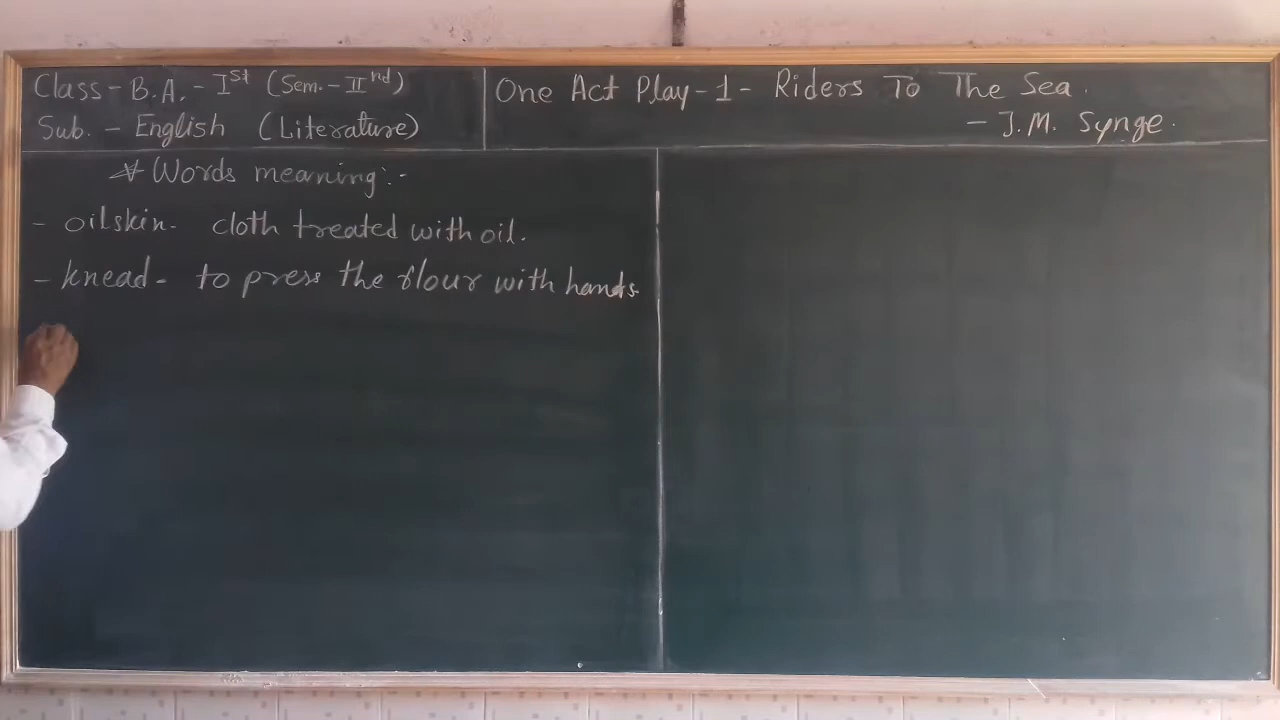 Class - B.A. - Ist (Sem. - IInd)
Sub. - English (Literature)
One Act Play - 1 - Riders To The Sea.
- J.M. Synge.
* Words meaning :-
- oilskin - cloth treated with oil.
- knead - to press the flour with hands.